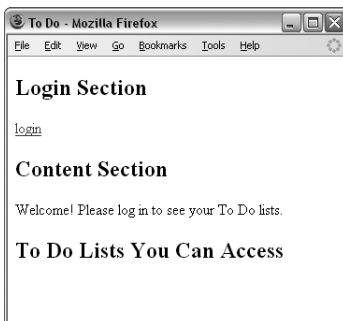 To Do - Mozilla Firefox
File Edit View Go Bookmarks Tools Help
Login Section
login
Content Section
Welcome! Please log in to see your To Do lists.
To Do Lists You Can Access